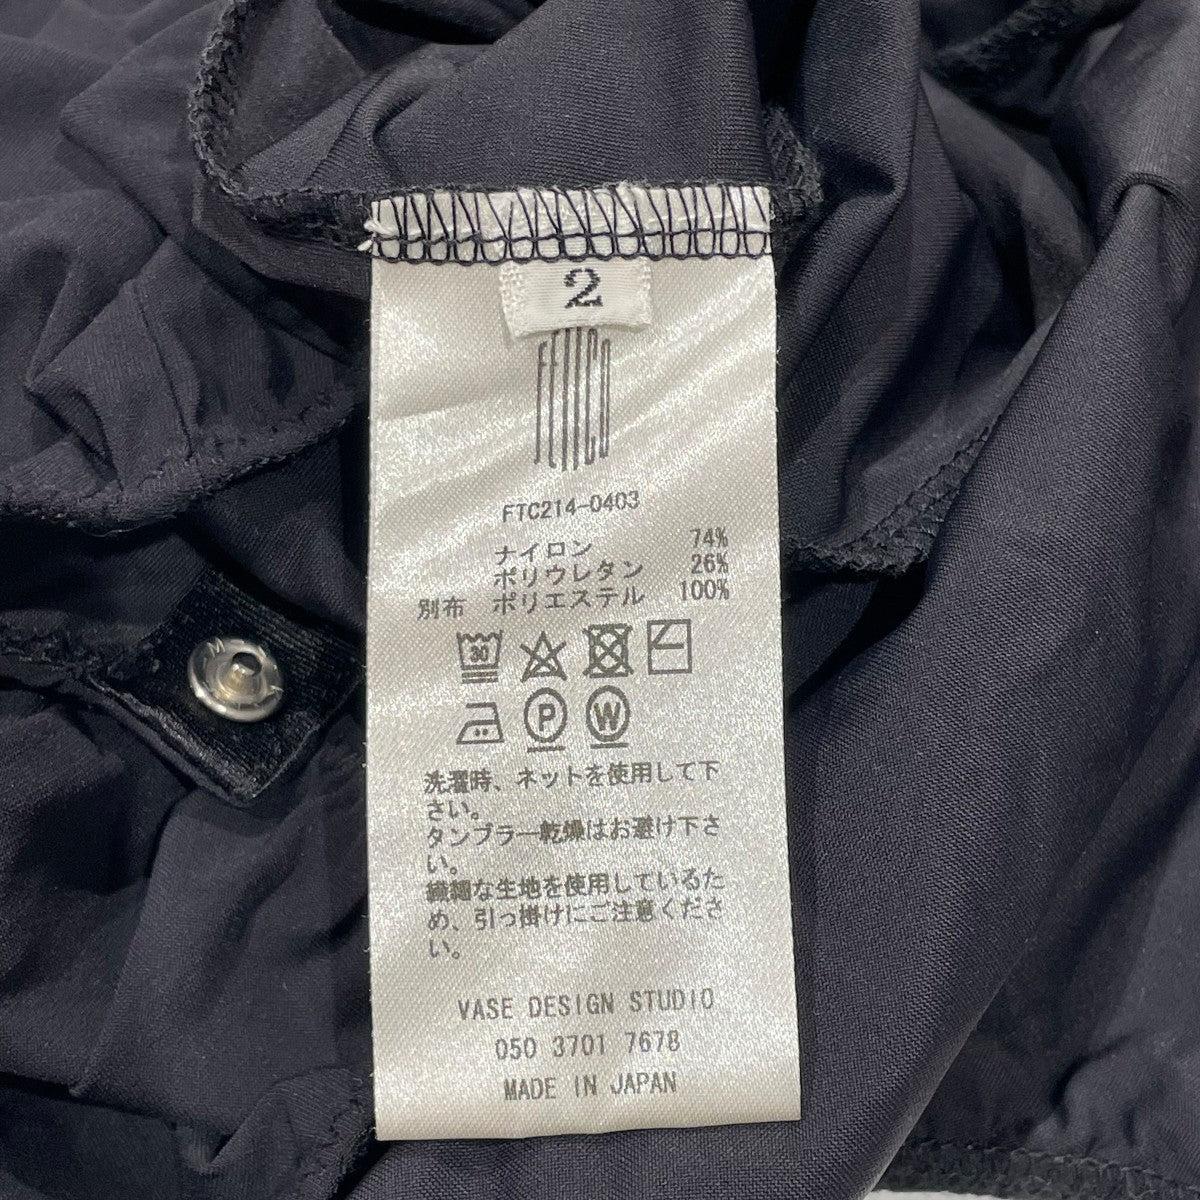 2
FETICO
FTC214-0403
ナイロン 74%
ポリウレタン 26%
別布 ポリエステル 100%
30
P W
洗濯時、ネットを使用して下
さい。
タンブラー乾燥はお避け下さ
い。
繊細な生地を使用しているた
め、引っ掛けにご注意くださ
い。
VASE DESIGN STUDIO
050 3701 7678
MADE IN JAPAN